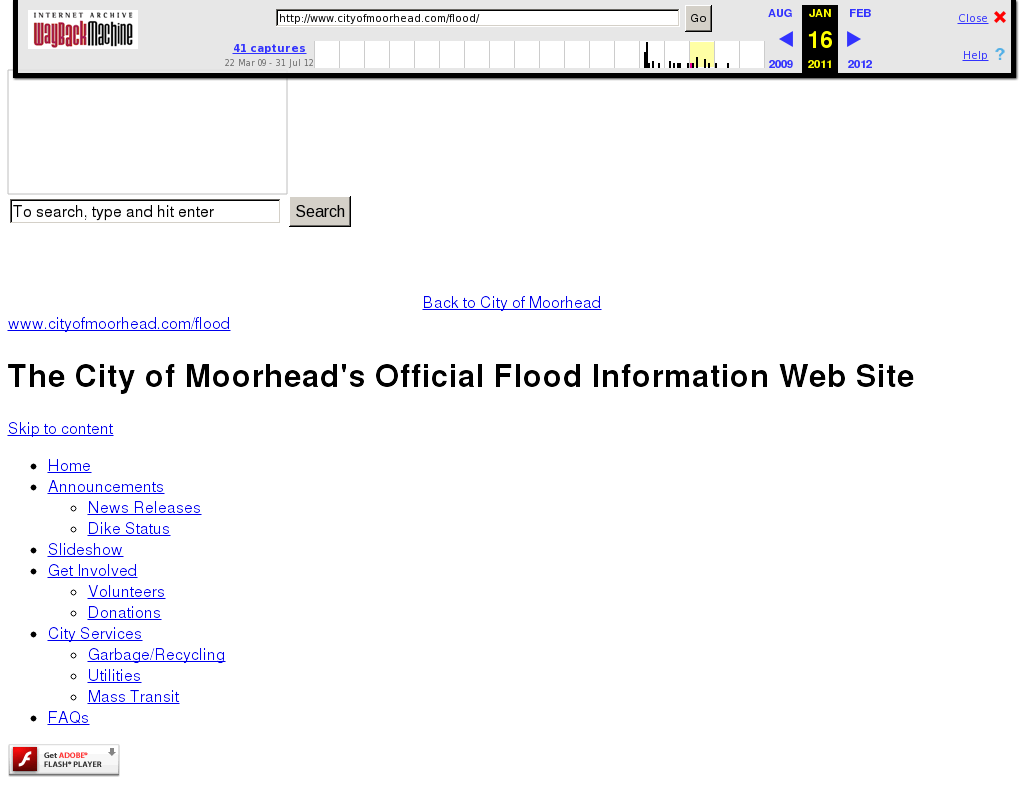 INTERNET ARCHIVE
WayBackMachine
http://www.cityofmoorhead.com/flood/
Go
41 captures
22 Mar 09 - 31 Jul 12
AUG JAN FEB
16
2009 2011 2012
Close
Help ?
To search, type and hit enter
Search
Back to City of Moorhead
www.cityofmoorhead.com/flood
The City of Moorhead's Official Flood Information Web Site
Skip to content
Home
Announcements
News Releases
Dike Status
Slideshow
Get Involved
Volunteers
Donations
City Services
Garbage/Recycling
Utilities
Mass Transit
FAQs
Get ADOBE®
FLASH® PLAYER